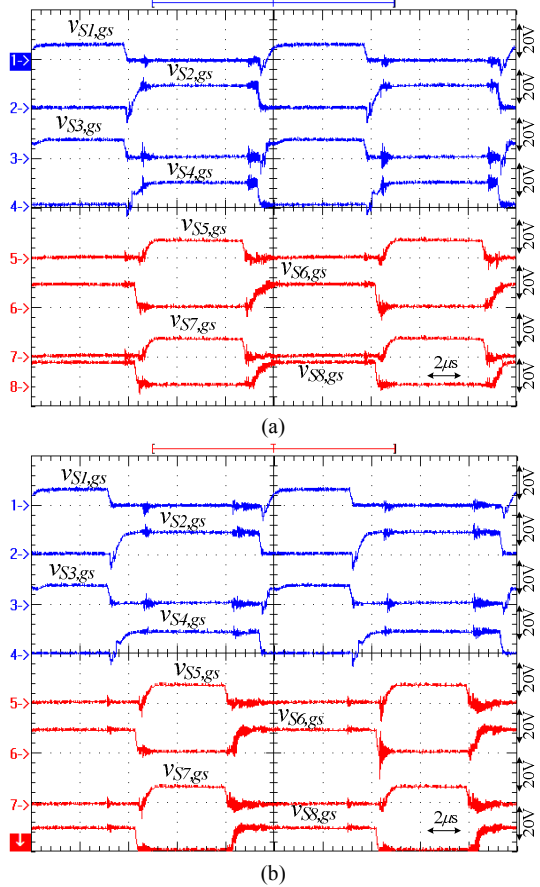 vS1,gs
20V
1->
vS2,gs
20V
2->
vS3,gs
20V
3->
vS4,gs
20V
4->
vS5,gs
20V
5->
vS6,gs
20V
6->
vS7,gs
20V
7->
2μs
vS8,gs
20V
8->
(a)
vS1,gs
20V
1->
vS2,gs
20V
2->
vS3,gs
20V
3->
vS4,gs
20V
4->
vS5,gs
20V
5->
vS6,gs
20V
6->
vS7,gs
20V
7->
vS8,gs
2μs
20V
(b)